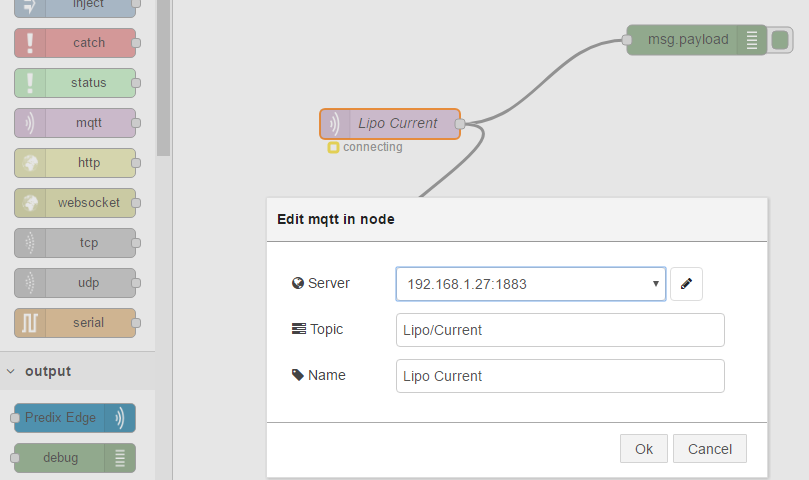 inject
catch
status
mqtt
http
websocket
tcp
udp
serial
output
Predix Edge
debug
msg.payload
Lipo Current
connecting
Edit mqtt in node
Server 192.168.1.27:1883
Topic Lipo/Current
Name Lipo Current
Ok Cancel